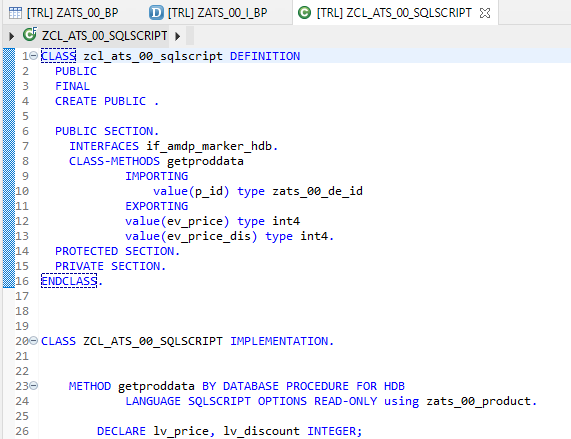 [TRL] ZATS_00_BP [TRL] ZATS_00_I_BP [TRL] ZCL_ATS_00_SQLSCRIPT
ZCL_ATS_00_SQLSCRIPT
1 CLASS zcl_ats_00_sqlscript DEFINITION
2 PUBLIC
3 FINAL
4 CREATE PUBLIC .
5
6 PUBLIC SECTION.
7 INTERFACES if_amdp_marker_hdb.
8 CLASS-METHODS getproddata
9 IMPORTING
10 value(p_id) type zats_00_de_id
11 EXPORTING
12 value(ev_price) type int4
13 value(ev_price_dis) type int4.
14 PROTECTED SECTION.
15 PRIVATE SECTION.
16 ENDCLASS.
17
18
19
20 CLASS ZCL_ATS_00_SQLSCRIPT IMPLEMENTATION.
21
22
23 METHOD getproddata BY DATABASE PROCEDURE FOR HDB
24 LANGUAGE SQLSCRIPT OPTIONS READ-ONLY using zats_00_product.
25
26 DECLARE lv_price, lv_discount INTEGER;